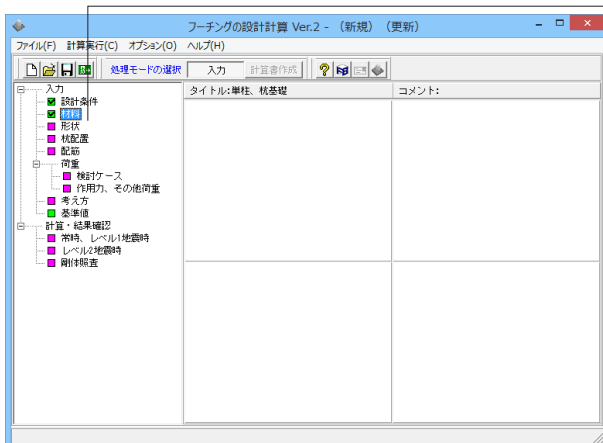 フーチングの設計計算 Ver.2 - （新規） （更新）
ファイル(F) 計算実行(C) オプション(O) ヘルプ(H)
処理モードの選択 入力 計算書作成
入力
設計条件
材料
形状
杭配置
配筋
荷重
検討ケース
作用力、その他荷重
考え方
基準値
計算・結果確認
常時、レベル1地震時
レベル2地震時
剛体照査
タイトル:単柱、杭基礎
コメント: